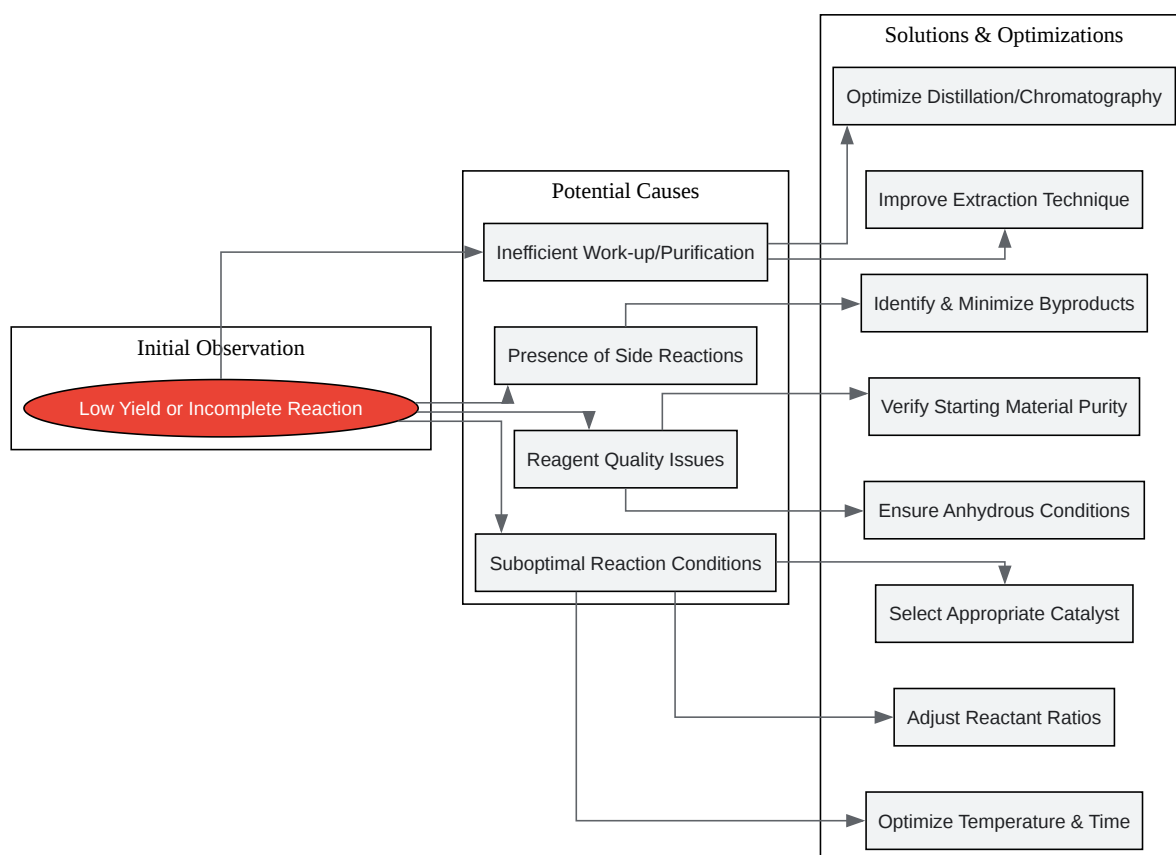 Initial Observation
Low Yield or Incomplete Reaction
Potential Causes
Inefficient Work-up/Purification
Presence of Side Reactions
Reagent Quality Issues
Suboptimal Reaction Conditions
Solutions & Optimizations
Optimize Distillation/Chromatography
Improve Extraction Technique
Identify & Minimize Byproducts
Verify Starting Material Purity
Ensure Anhydrous Conditions
Select Appropriate Catalyst
Adjust Reactant Ratios
Optimize Temperature & Time